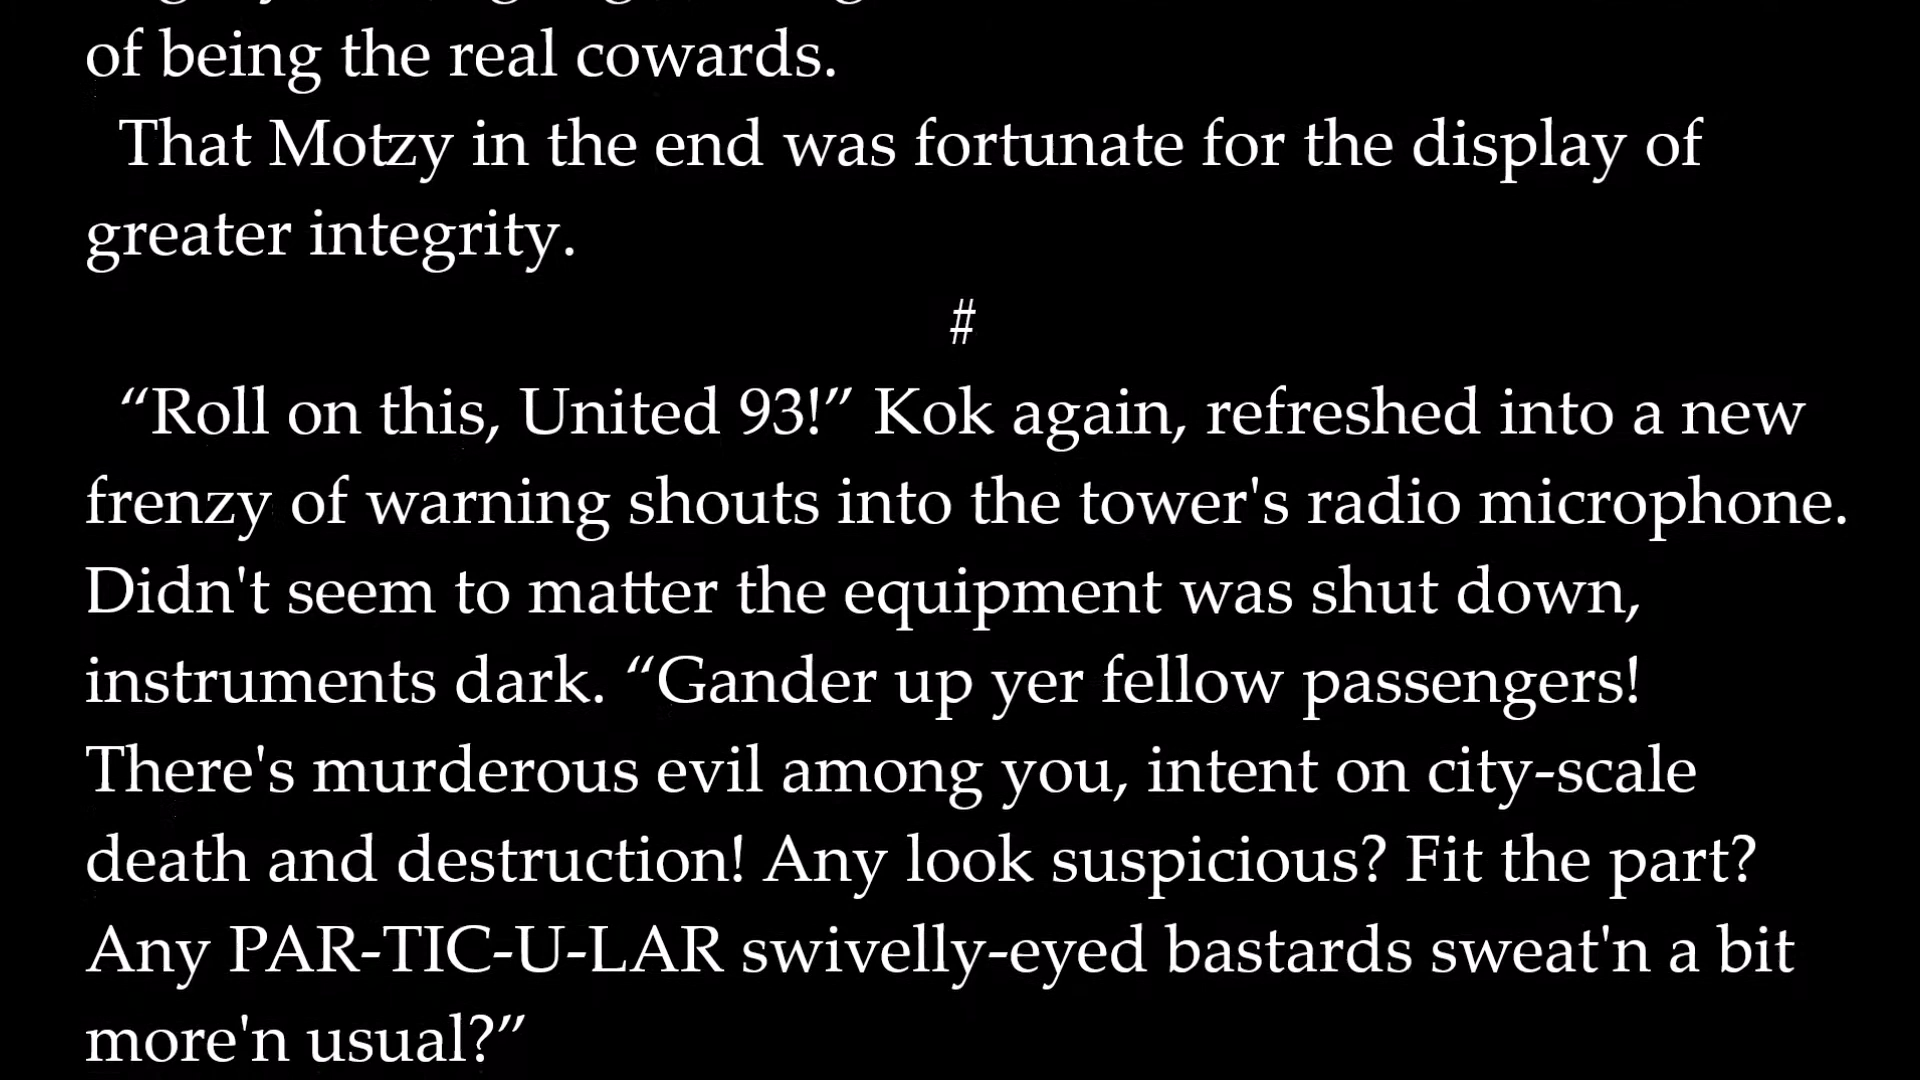 of being the real cowards.
That Motzy in the end was fortunate for the display of
greater integrity.
#
“Roll on this, United 93!” Kok again, refreshed into a new
frenzy of warning shouts into the tower's radio microphone.
Didn't seem to matter the equipment was shut down,
instruments dark. “Gander up yer fellow passengers!
There's murderous evil among you, intent on city-scale
death and destruction! Any look suspicious? Fit the part?
Any PAR-TIC-U-LAR swivelly-eyed bastards sweat'n a bit
more'n usual?”